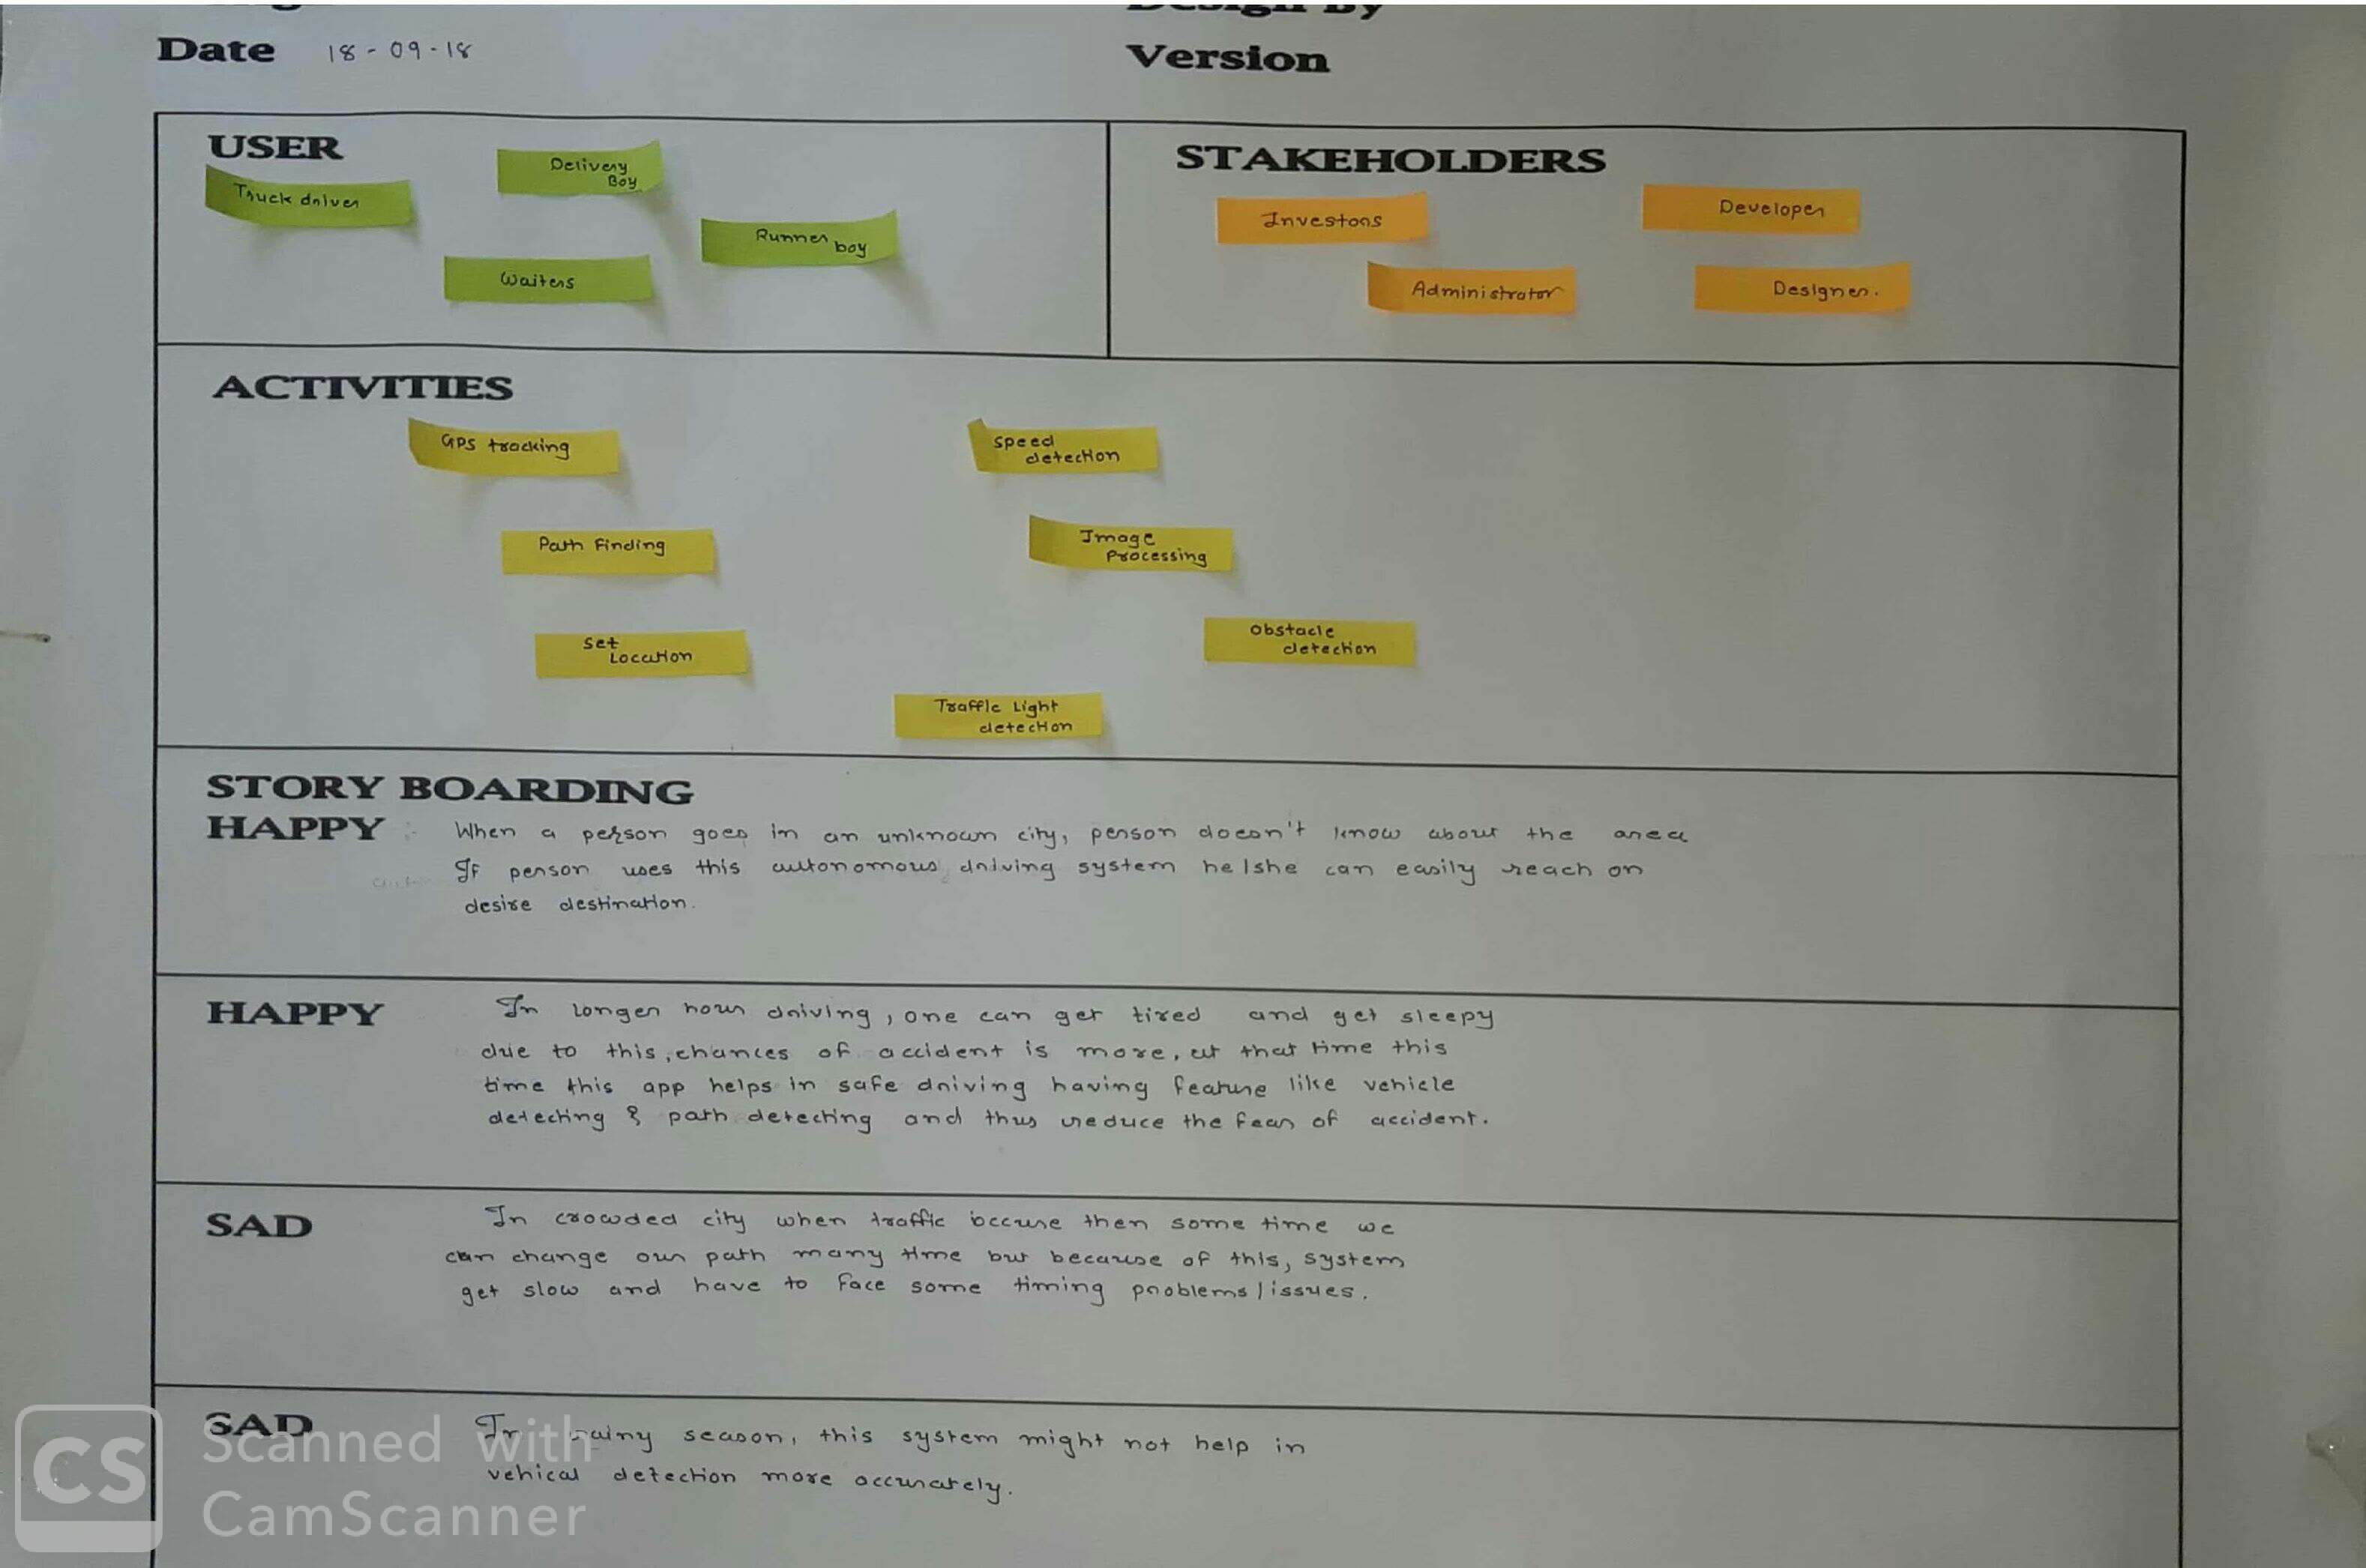 Design By
Date 18-09-18
Version
USER
Truck driver
Delivery
Boy
Runner boy
Waiters
STAKEHOLDERS
Investors
Developer
Administrator
Designer.
ACTIVITIES
GPS tracking
Speed
detection
Path Finding
Image
Processing
Set
Location
Obstacle
detection
Traffic Light
detection
STORY BOARDING
HAPPY : When a person goes in an unknown city, person doesn't know about the area
If person uses this autonomous driving system he/she can easily reach on
desire destination.
HAPPY In longer hour driving, one can get tired and get sleepy
due to this, chances of accident is more, at that time this
time this app helps in safe driving having feature like vehicle
detecting & path detecting and thus reduce the fear of accident.
SAD In crowded city when traffic occure then some time we
can change our path many time but because of this, system
get slow and have to face some timing problems/issues.
SAD In rainy season, this system might not help in
vehical detection more accurately.
CS Scanned with
CamScanner